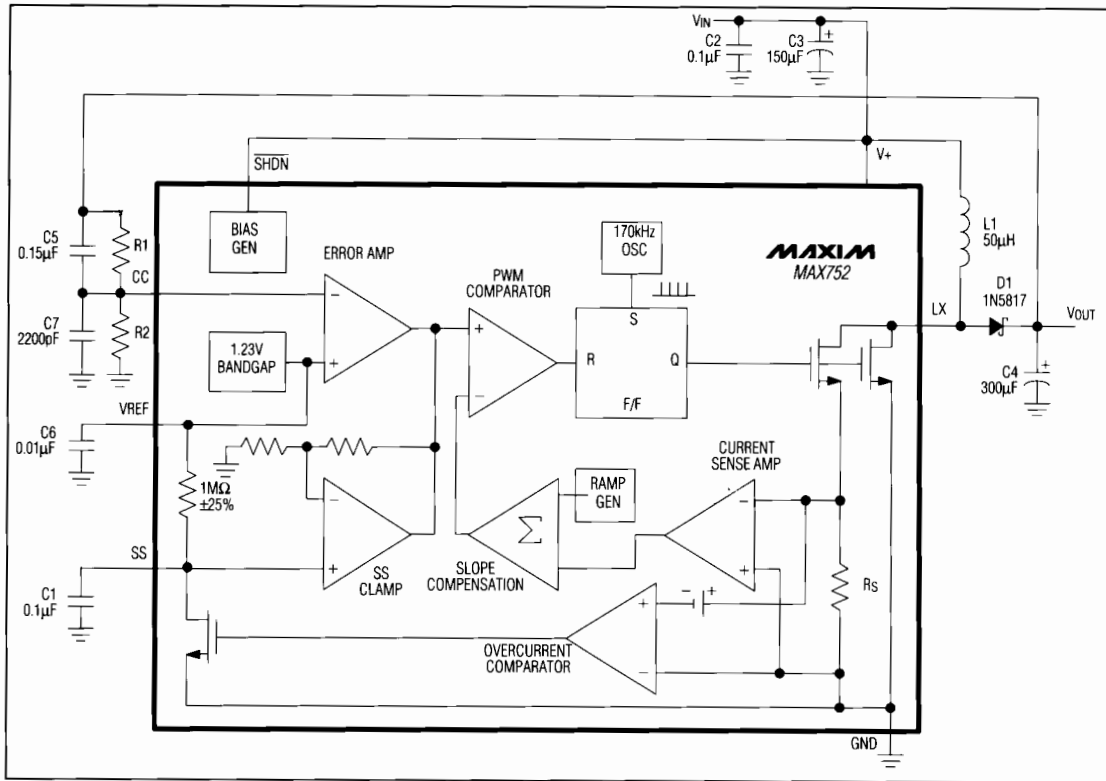 VIN
C2
0.1µF
C3
150µF
+
SHDN
V+
C5
0.15µF
R1
CC
C7
2200pF
R2
BIAS
GEN
ERROR AMP
170kHz
OSC
MAXIM
MAX752
L1
50µH
PWM
COMPARATOR
D1
1N5817
LX
VOUT
−
+
+
−
S
R
Q
F/F
1.23V
BANDGAP
+
C4
300µF
VREF
C6
0.01µF
1MΩ
±25%
CURRENT
SENSE AMP
RAMP
GEN
−
+
−
+
Σ
SS
C1
0.1µF
SS
CLAMP
SLOPE
COMPENSATION
RS
− +
+
−
OVERCURRENT
COMPARATOR
GND